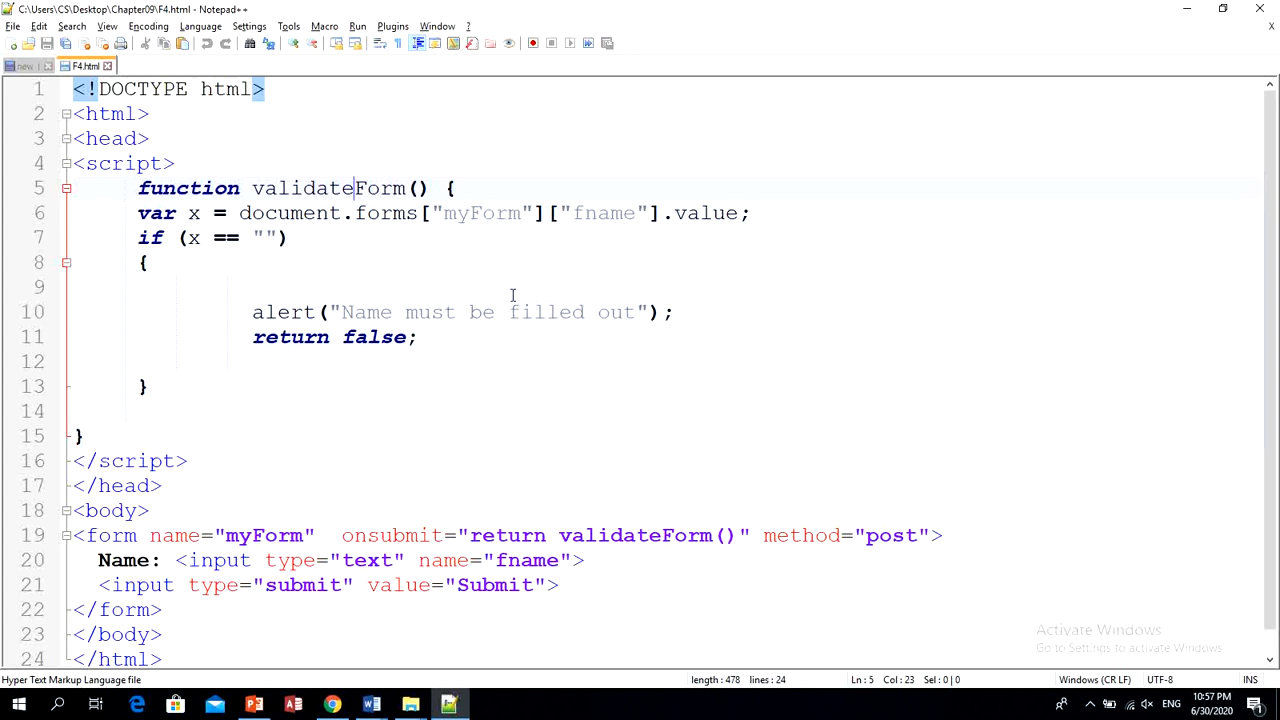 C:\Users\CS\Desktop\Chapter09\F4.html - Notepad++
File Edit Search View Encoding Language Settings Tools Macro Run Plugins Window ?
X
new 1 F4.html
1 <!DOCTYPE html>
2 <html>
3 <head>
4 <script>
5 function validateForm() {
6 var x = document.forms["myForm"]["fname"].value;
7 if (x == "")
8 {
9
10 alert("Name must be filled out");
11 return false;
12
13 }
14
15 }
16 </script>
17 </head>
18 <body>
19 <form name="myForm"  onsubmit="return validateForm()" method="post">
20 Name: <input type="text" name="fname">
21 <input type="submit" value="Submit">
22 </form>
23 </body>
24 </html>
Activate Windows
Go to Settings to activate Windows.
Hyper Text Markup Language file length : 478 lines : 24 Ln : 5 Col : 23 Sel : 0 | 0 Windows (CR LF) UTF-8 INS
ENG 10:57 PM
6/30/2020